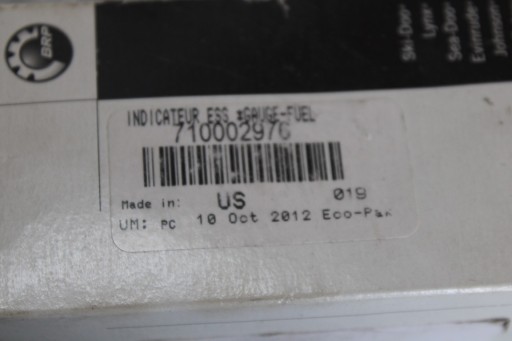 BRP
Ski-Doo
Lynx
Sea-Doo
Evinrude
Johnson
INDICATEUR ESS *GAUGE-FUEL
710002976
Made in: US 019
UM: PC 10 Oct 2012 Eco-Pak